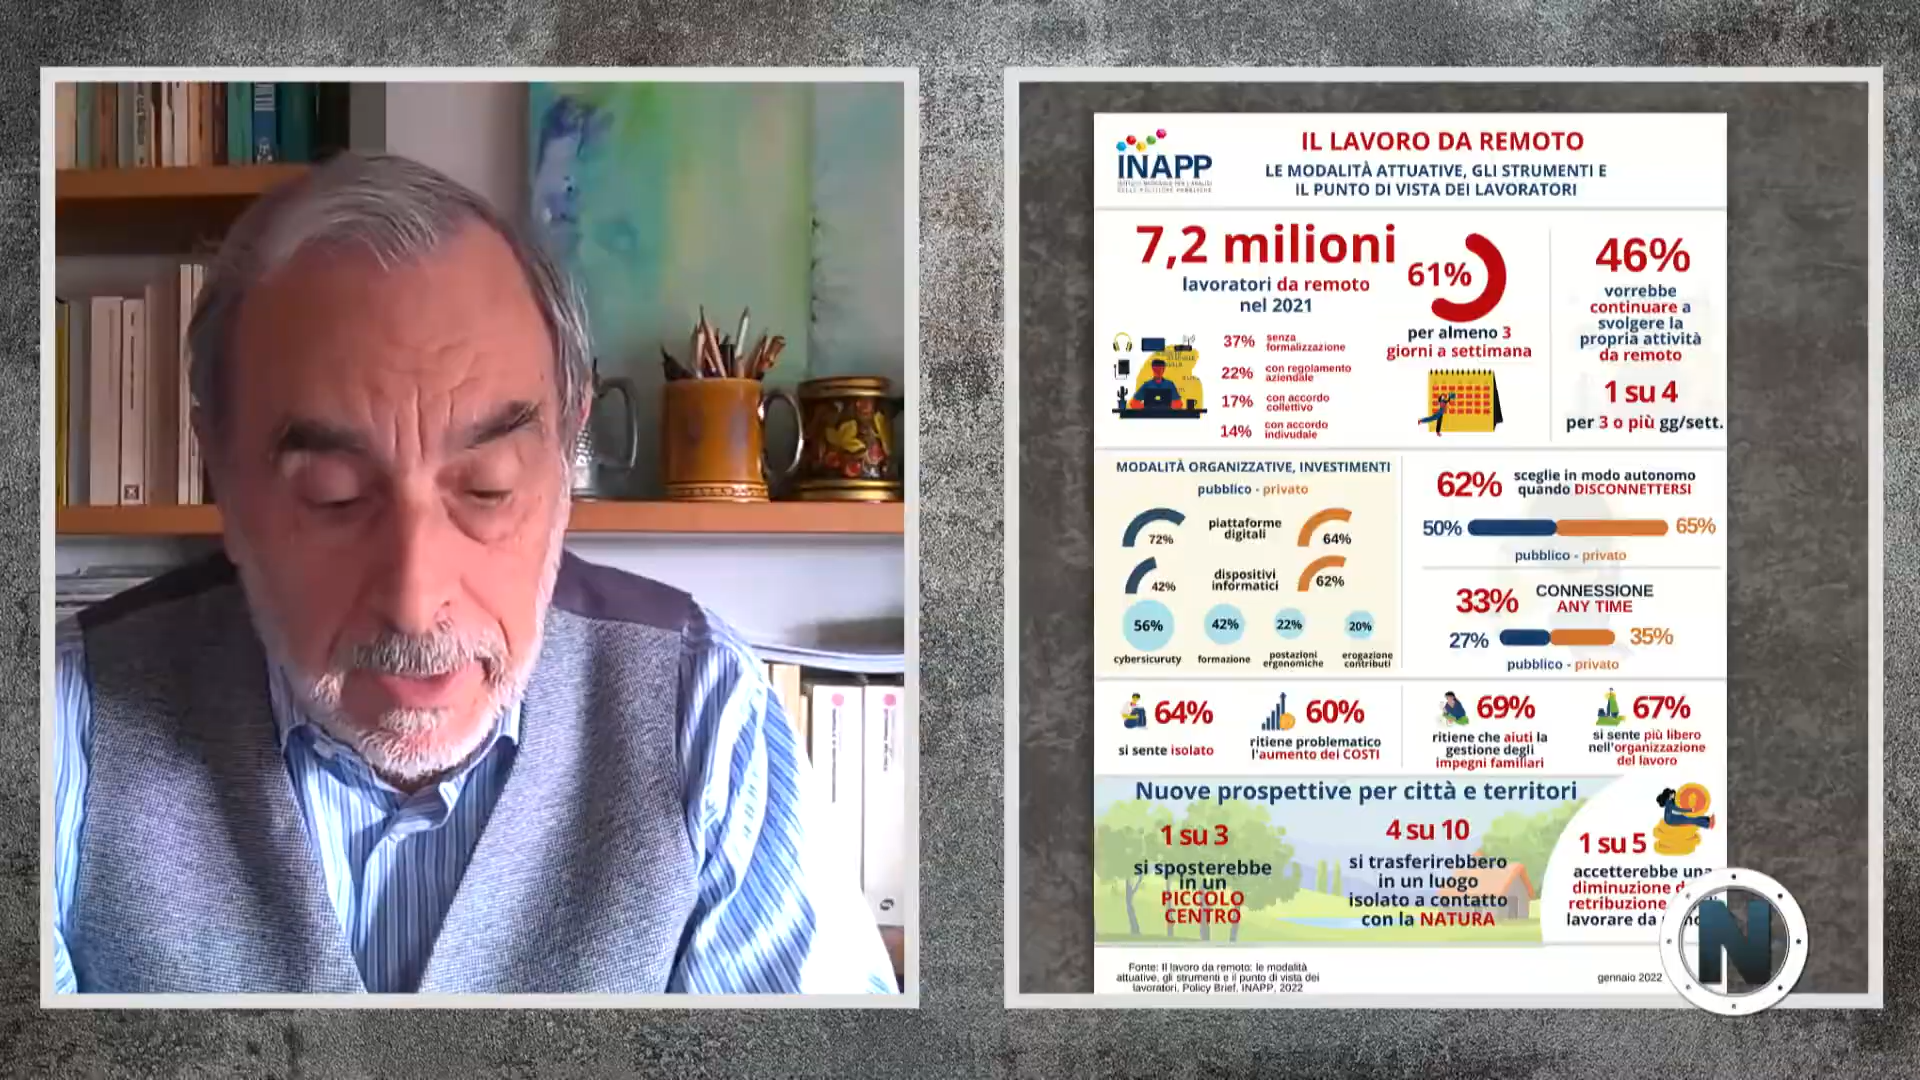 INAPP
IL LAVORO DA REMOTO
LE MODALITÀ ATTUATIVE, GLI STRUMENTI E
IL PUNTO DI VISTA DEI LAVORATORI
7,2 milioni
lavoratori da remoto
nel 2021
37% senza
formalizzazione
22% con regolamento
aziendale
17% con accordo
collettivo
14% con accordo
indivudale
61%
per almeno 3
giorni a settimana
46%
vorrebbe
continuare a
svolgere la
propria attività
da remoto
1 su 4
per 3 o più gg/sett.
MODALITÀ ORGANIZZATIVE, INVESTIMENTI
pubblico - privato
72% piattaforme
digitali 64%
42% dispositivi
informatici 62%
56% 42% 22% 20%
cybersicuruty formazione postazioni
ergonomiche erogazione
contributi
62% sceglie in modo autonomo
quando DISCONNETTERSI
50% 65%
pubblico - privato
33% CONNESSIONE
ANY TIME
27% 35%
pubblico - privato
64%
si sente isolato
60%
ritiene problematico
l'aumento dei COSTI
69%
ritiene che aiuti la
gestione degli
impegni familiari
67%
si sente più libero
nell'organizzazione
del lavoro
Nuove prospettive per città e territori
1 su 3
si sposterebbe
in un
PICCOLO
CENTRO
4 su 10
si trasferirebbero
in un luogo
isolato a contatto
con la NATURA
1 su 5
accetterebbe una
diminuzione
retribuzione
lavorare da
Fonte: Il lavoro da remoto: le modalità
attuative, gli strumenti e il punto di vista dei
lavoratori, Policy Brief, INAPP, 2022
gennaio 2022
N